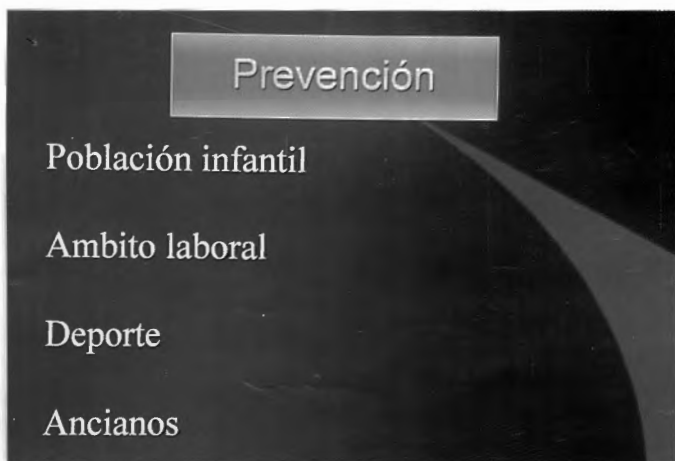 Prevención
Población infantil
Ambito laboral
Deporte
Ancianos